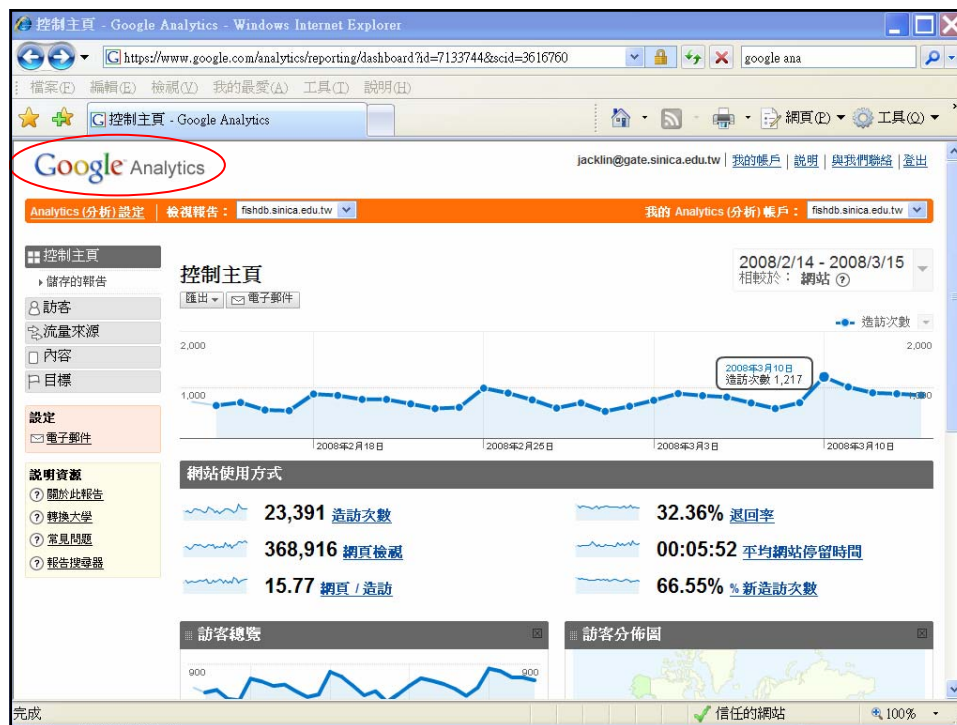 控制主頁 - Google Analytics - Windows Internet Explorer
https://www.google.com/analytics/reporting/dashboard?id=7133744&scid=3616760
google ana
檔案(F) 編輯(E) 檢視(V) 我的最愛(A) 工具(T) 說明(H)
控制主頁 - Google Analytics
網頁(P) 工具(O)
Google Analytics
jacklin@gate.sinica.edu.tw | 我的帳戶 | 說明 | 與我們聯絡 | 登出
Analytics (分析) 設定 | 檢視報告： fishdb.sinica.edu.tw
我的 Analytics (分析) 帳戶： fishdb.sinica.edu.tw
控制主頁
儲存的報告
訪客
流量來源
內容
目標
設定
電子郵件
說明資源
關於此報告
轉換大學
常見問題
報告搜尋器
控制主頁
匯出 電子郵件
2008/2/14 - 2008/3/15
相較於： 網站
造訪次數
2,000 2,000
2008年3月10日
造訪次數 1,217
1,000 1,000
2008年2月18日 2008年2月25日 2008年3月3日 2008年3月10日
網站使用方式
23,391 造訪次數
32.36% 退回率
368,916 網頁檢視
00:05:52 平均網站停留時間
15.77 網頁 / 造訪
66.55% % 新造訪次數
訪客總覽
訪客分佈圖
900 900
完成
信任的網站
100%